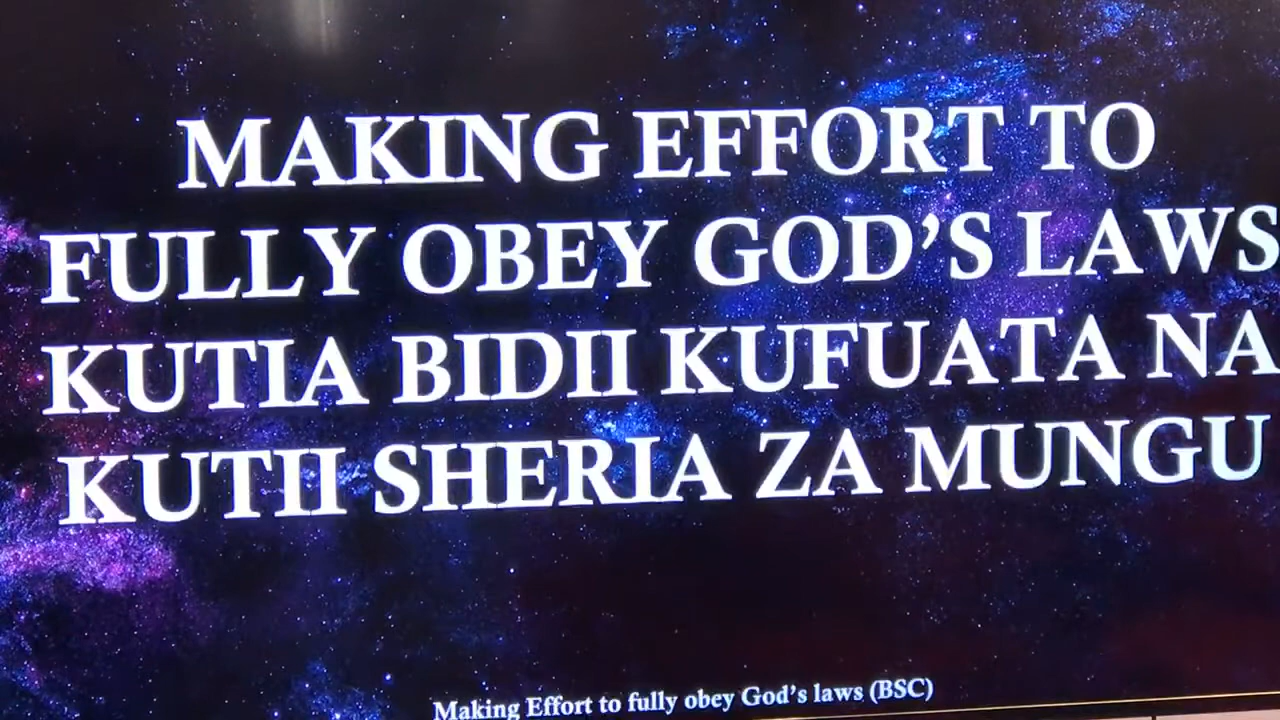 MAKING EFFORT TO
FULLY OBEY GOD'S LAWS
KUTIA BIDII KUFUATA NA
KUTII SHERIA ZA MUNGU
Making Effort to fully obey God's laws (BSC)